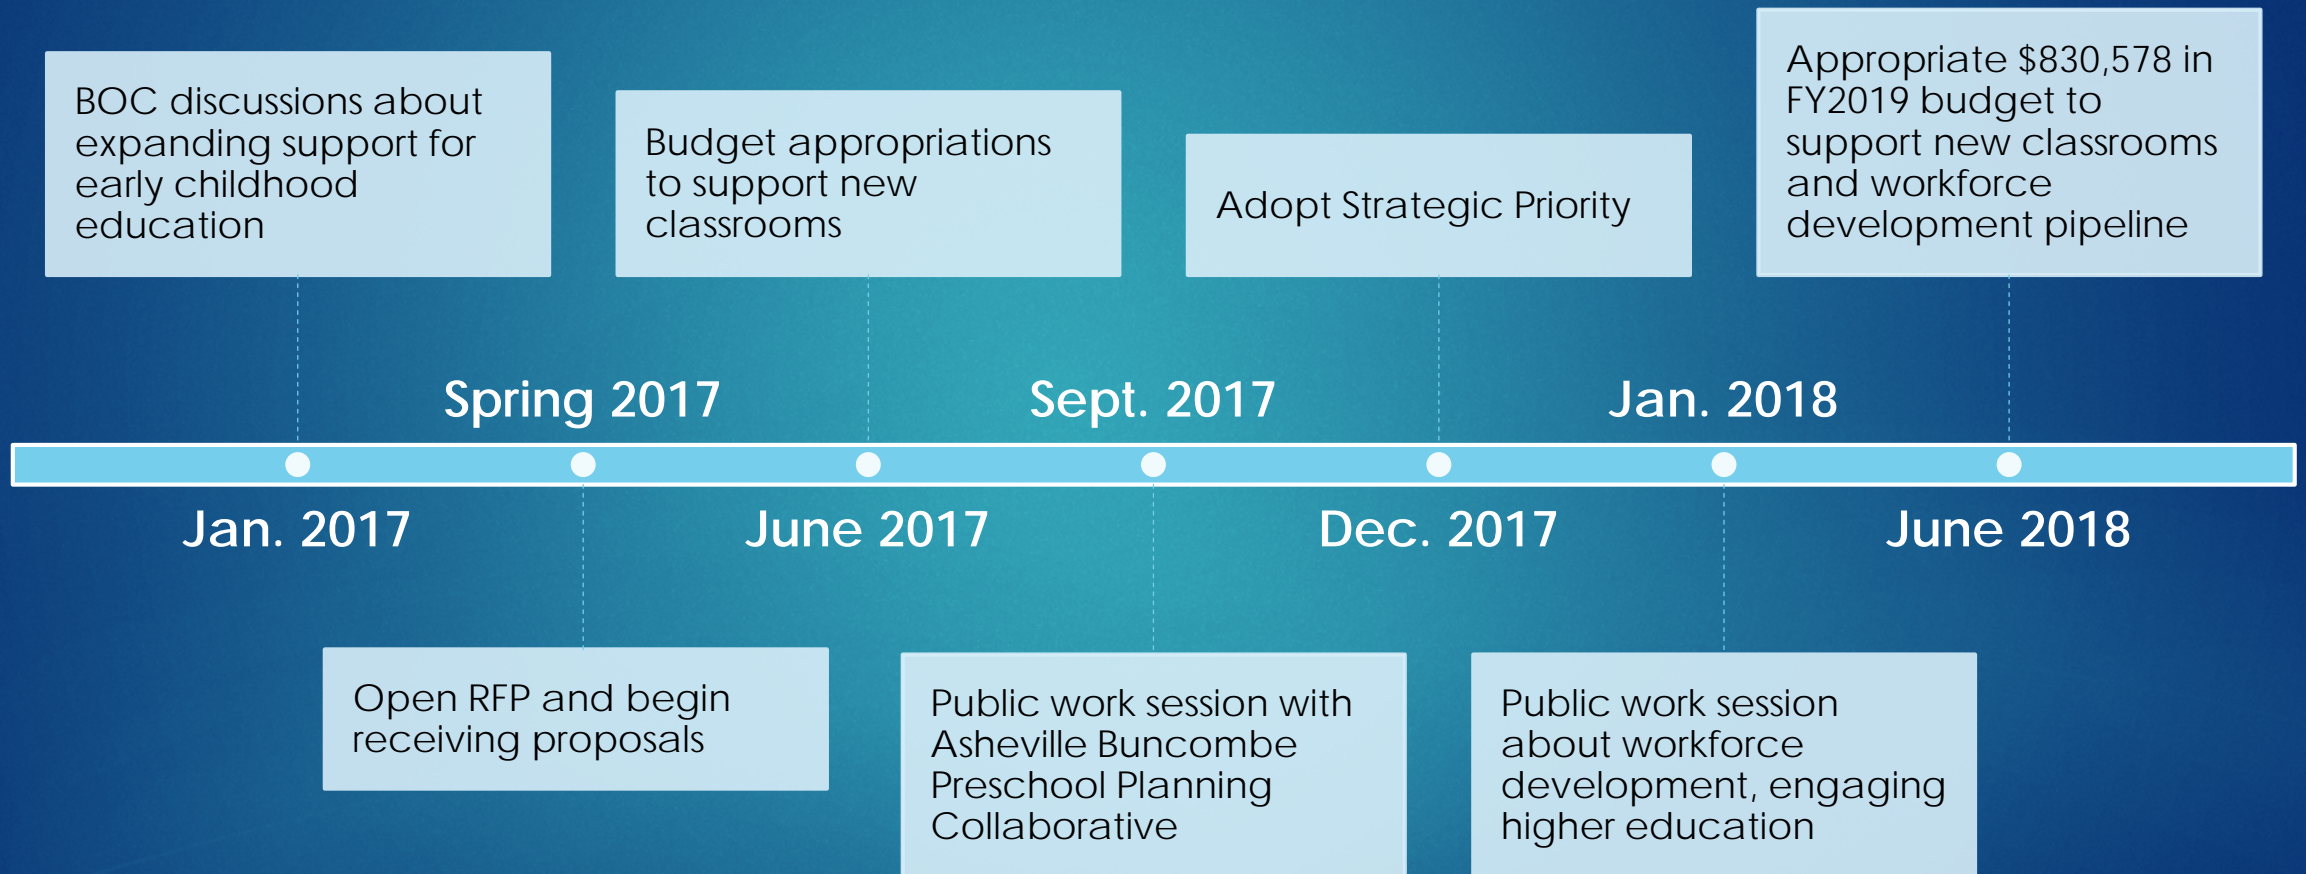 BOC discussions about
expanding support for
early childhood
education
Budget appropriations
to support new
classrooms
Adopt Strategic Priority
Appropriate $830,578 in
FY2019 budget to
support new classrooms
and workforce
development pipeline
Spring 2017
Sept. 2017
Jan. 2018
Jan. 2017
June 2017
Dec. 2017
June 2018
Open RFP and begin
receiving proposals
Public work session with
Asheville Buncombe
Preschool Planning
Collaborative
Public work session
about workforce
development, engaging
higher education